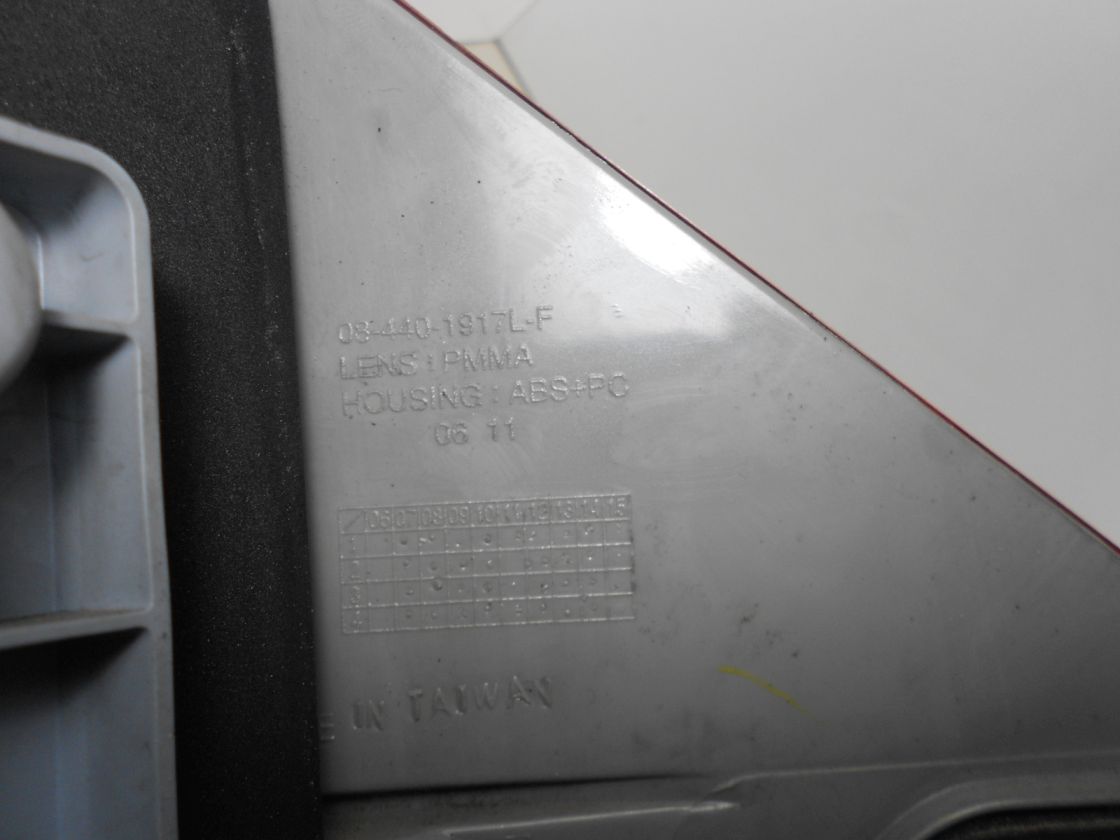 08-440-1917L-F
LENS : PMMA
HOUSING : ABS+PC
06 11
06 07 08 09 10 11 12 13 14 15
1
2
3
4
E IN TAIWAN